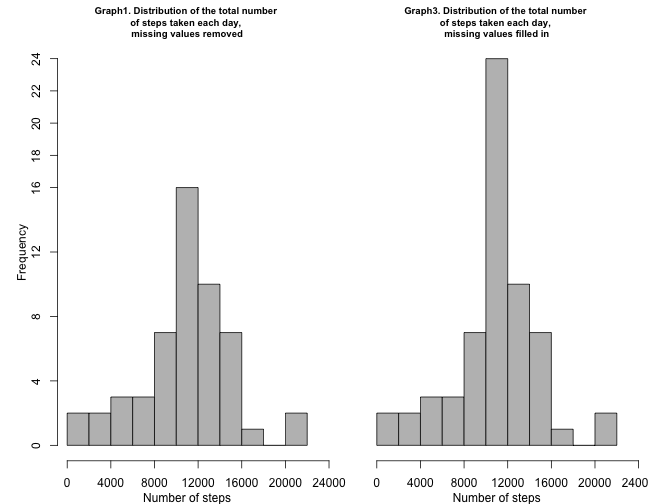 Graph1. Distribution of the total number
of steps taken each day,
missing values removed
Graph3. Distribution of the total number
of steps taken each day,
missing values filled in
Frequency
24
22
20
18
16
12
8
4
0
0 4000 8000 12000 16000 20000 24000
Number of steps
0 4000 8000 12000 16000 20000 24000
Number of steps